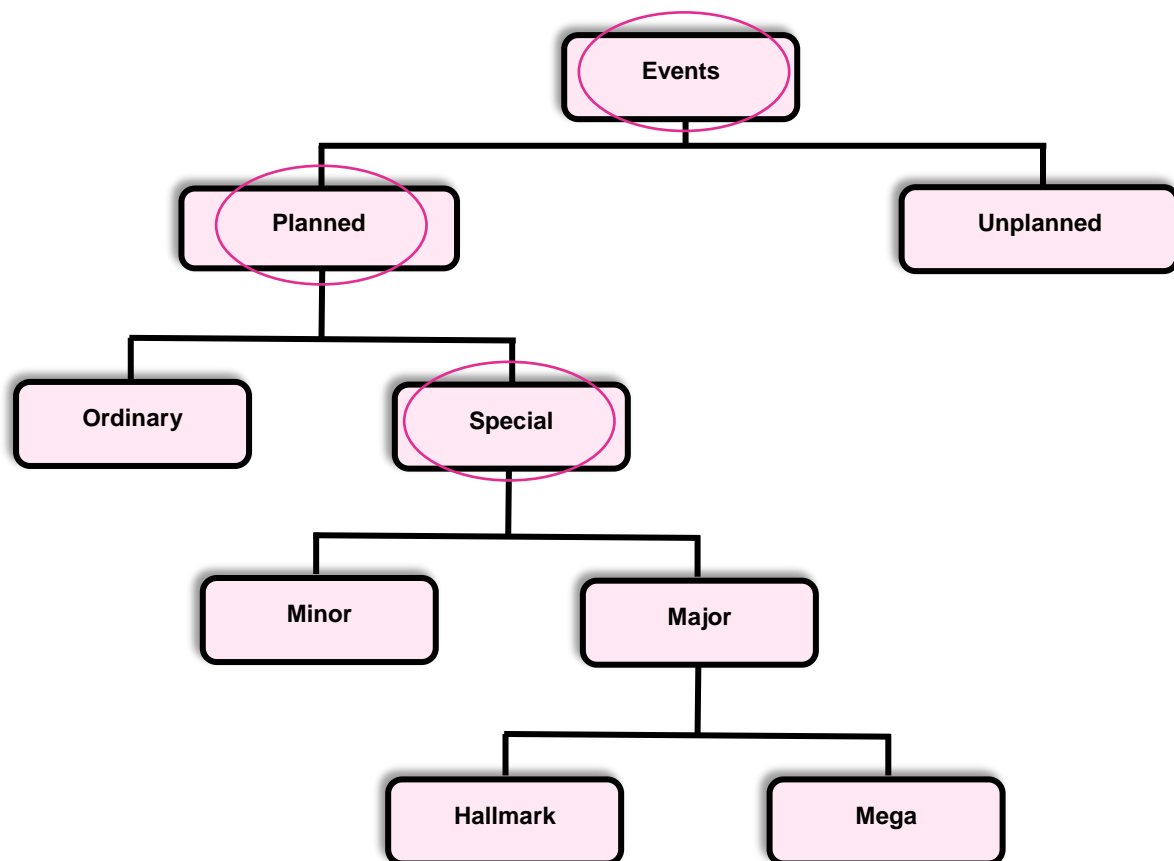 Events
Planned
Unplanned
Ordinary
Special
Minor
Major
Hallmark
Mega